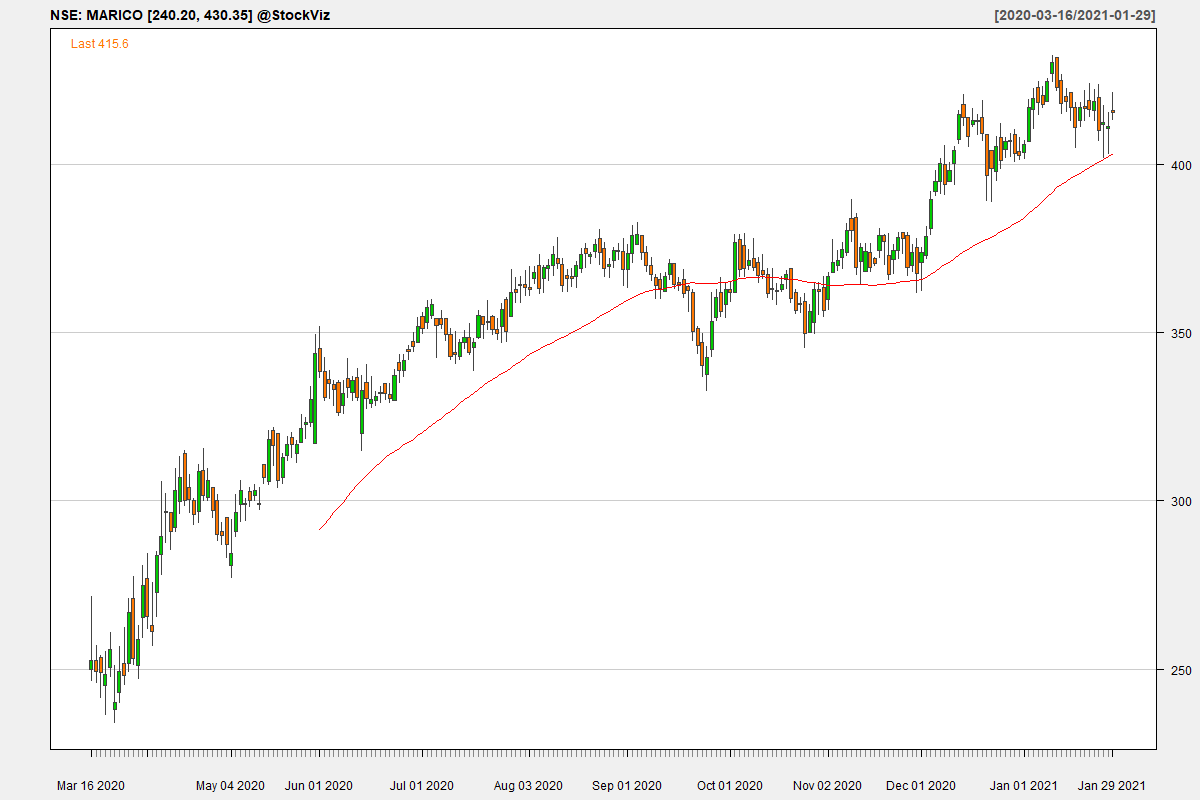 NSE: MARICO [240.20, 430.35] @StockViz
[2020-03-16/2021-01-29]
Last 415.6
400
350
300
250
Mar 16 2020 May 04 2020 Jun 01 2020 Jul 01 2020 Aug 03 2020 Sep 01 2020 Oct 01 2020 Nov 02 2020 Dec 01 2020 Jan 01 2021 Jan 29 2021